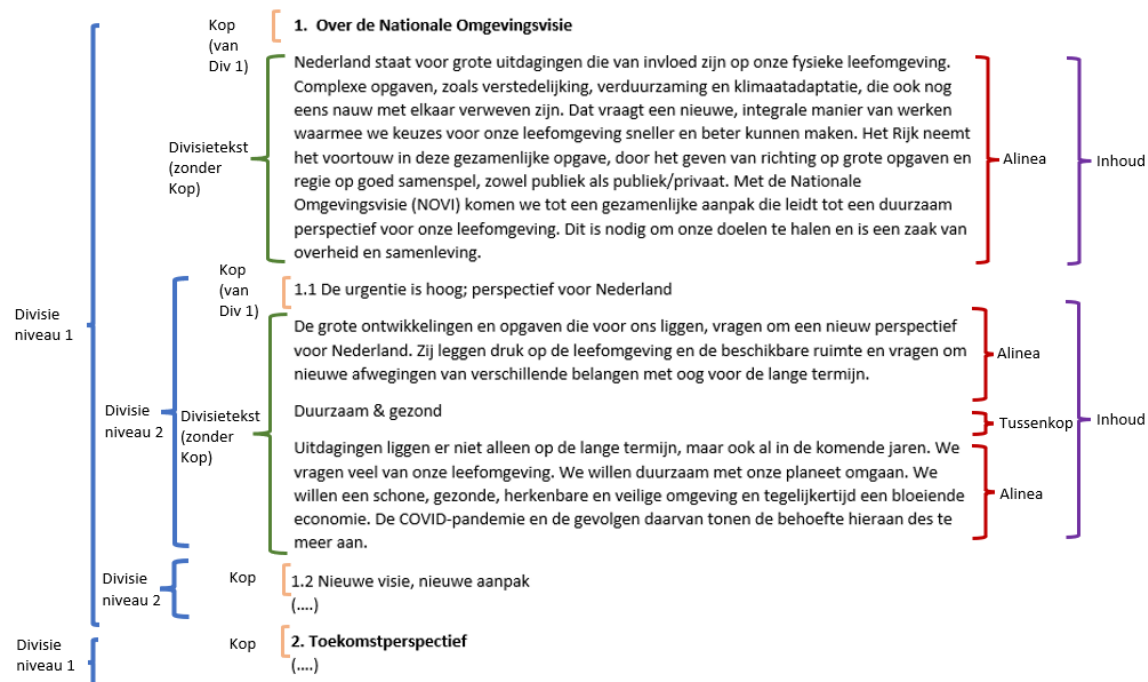 Kop
(van
Div 1)
1. Over de Nationale Omgevingsvisie
Nederland staat voor grote uitdagingen die van invloed zijn op onze fysieke leefomgeving.
Complexe opgaven, zoals verstedelijking, verduurzaming en klimaatadaptatie, die ook nog
eens nauw met elkaar verweven zijn. Dat vraagt een nieuwe, integrale manier van werken
waarmee we keuzes voor onze leefomgeving sneller en beter kunnen maken. Het Rijk neemt
het voortouw in deze gezamenlijke opgave, door het geven van richting op grote opgaven en
regie op goed samenspel, zowel publiek als publiek/privaat. Met de Nationale
Omgevingsvisie (NOVI) komen we tot een gezamenlijke aanpak die leidt tot een duurzaam
perspectief voor onze leefomgeving. Dit is nodig om onze doelen te halen en is een zaak van
overheid en samenleving.
Divisietekst
(zonder
Kop)
Alinea
Inhoud
Divisie
niveau 1
Kop
(van
Div 1)
1.1 De urgentie is hoog; perspectief voor Nederland
De grote ontwikkelingen en opgaven die voor ons liggen, vragen om een nieuw perspectief
voor Nederland. Zij leggen druk op de leefomgeving en de beschikbare ruimte en vragen om
nieuwe afwegingen van verschillende belangen met oog voor de lange termijn.
Alinea
Divisie
niveau 2
Divisietekst
(zonder
Kop)
Duurzaam & gezond
Tussenkop
Inhoud
Uitdagingen liggen er niet alleen op de lange termijn, maar ook al in de komende jaren. We
vragen veel van onze leefomgeving. We willen duurzaam met onze planeet omgaan. We
willen een schone, gezonde, herkenbare en veilige omgeving en tegelijkertijd een bloeiende
economie. De COVID-pandemie en de gevolgen daarvan tonen de behoefte hieraan des te
meer aan.
Alinea
Divisie
niveau 2
Kop
1.2 Nieuwe visie, nieuwe aanpak
(....)
Divisie
niveau 1
Kop
2. Toekomstperspectief
(....)